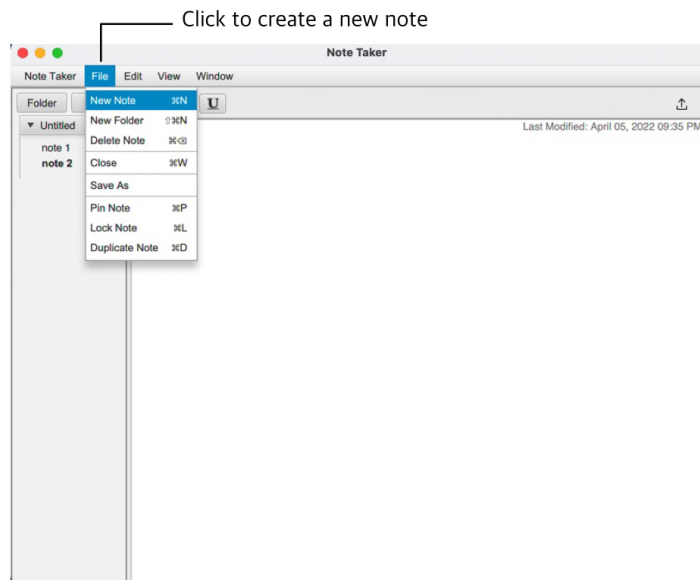 Click to create a new note
Note Taker
Note Taker File Edit View Window
Folder U
New Note ⌘N
New Folder ⇧⌘N
Delete Note ⌘⌫
Close ⌘W
Save As
Pin Note ⌘P
Lock Note ⌘L
Duplicate Note ⌘D
▼ Untitled
note 1
note 2
Last Modified: April 05, 2022 09:35 PM